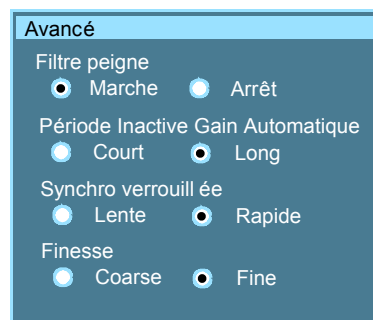 Avancé
Filtre peigne
Marche Arrêt
Période Inactive Gain Automatique
Court Long
Synchro verrouill ée
Lente Rapide
Finesse
Coarse Fine